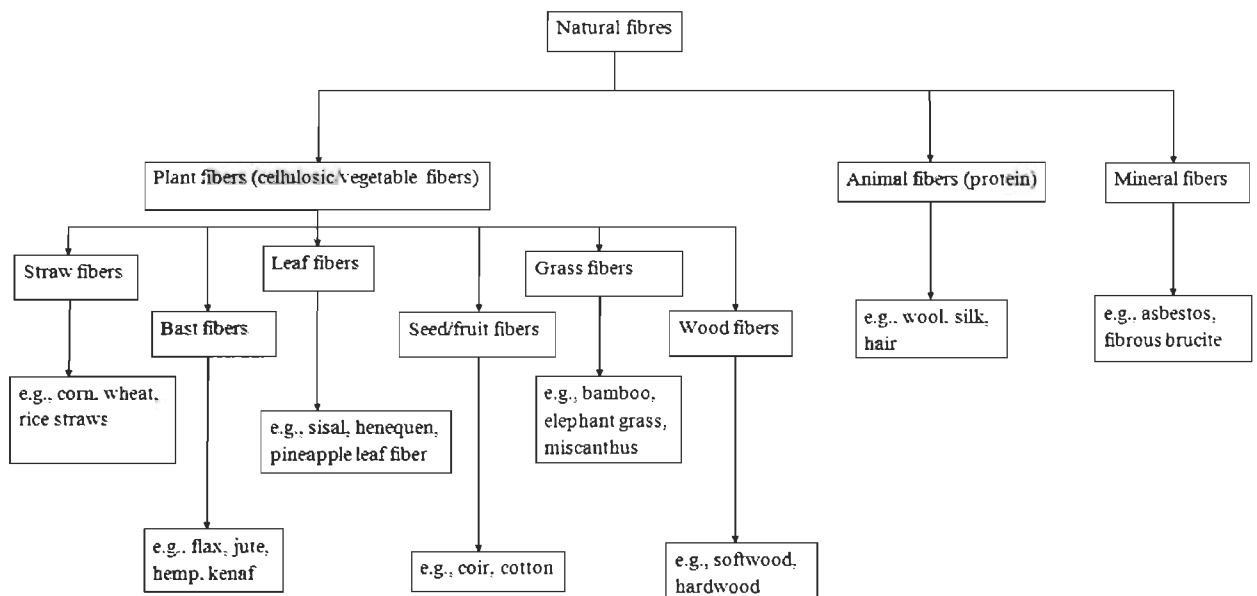 Natural fibres
Plant fibers (cellulosic/vegetable fibers)
Animal fibers (protein)
Mineral fibers
Straw fibers
Leaf fibers
Grass fibers
Bast fibers
Seed/fruit fibers
Wood fibers
e.g., wool, silk,
hair
e.g., asbestos,
fibrous brucite
e.g., corn, wheat,
rice straws
e.g., sisal, henequen,
pineapple leaf fiber
e.g., bamboo,
elephant grass,
miscanthus
e.g., flax, jute,
hemp, kenaf
e.g., coir, cotton
e.g., softwood,
hardwood